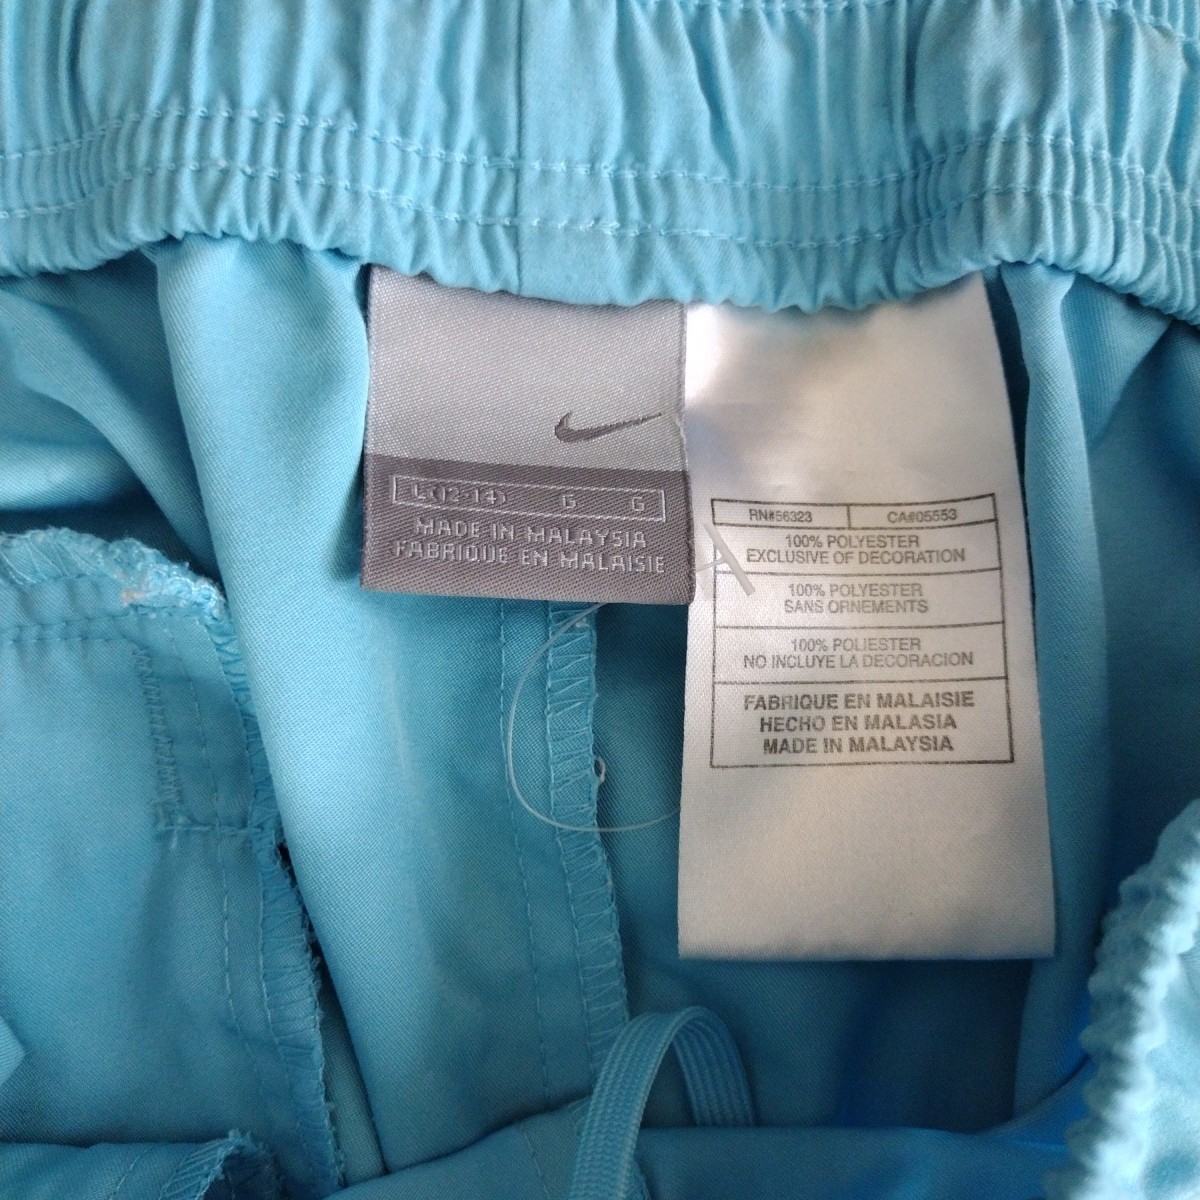 L (12-14) G G
MADE IN MALAYSIA
FABRIQUE EN MALAISIE
RN#56323 CA#05553
100% POLYESTER
EXCLUSIVE OF DECORATION
100% POLYESTER
SANS ORNEMENTS
100% POLIESTER
NO INCLUYE LA DECORACION
FABRIQUE EN MALAISIE
HECHO EN MALASIA
MADE IN MALAYSIA